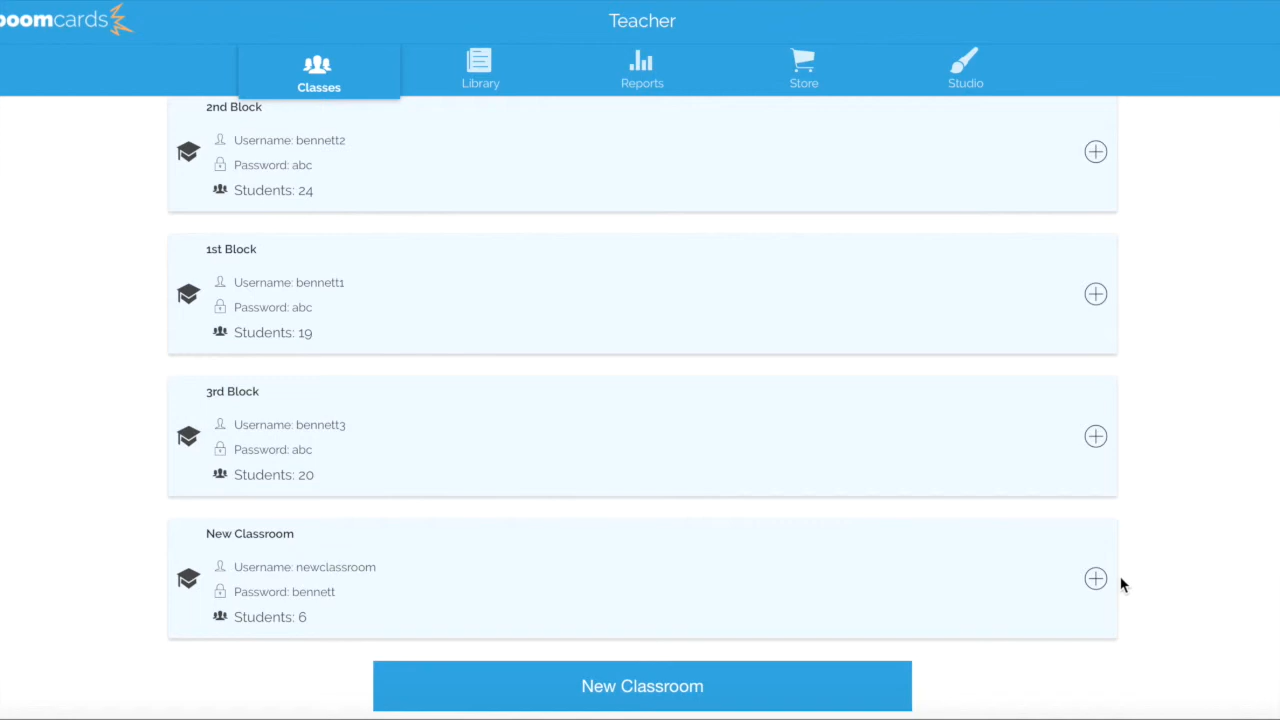 boomcards
Teacher
Classes
Library
Reports
Store
Studio
2nd Block
Username: bennett2
Password: abc
Students: 24
1st Block
Username: bennett1
Password: abc
Students: 19
3rd Block
Username: bennett3
Password: abc
Students: 20
New Classroom
Username: newclassroom
Password: bennett
Students: 6
New Classroom